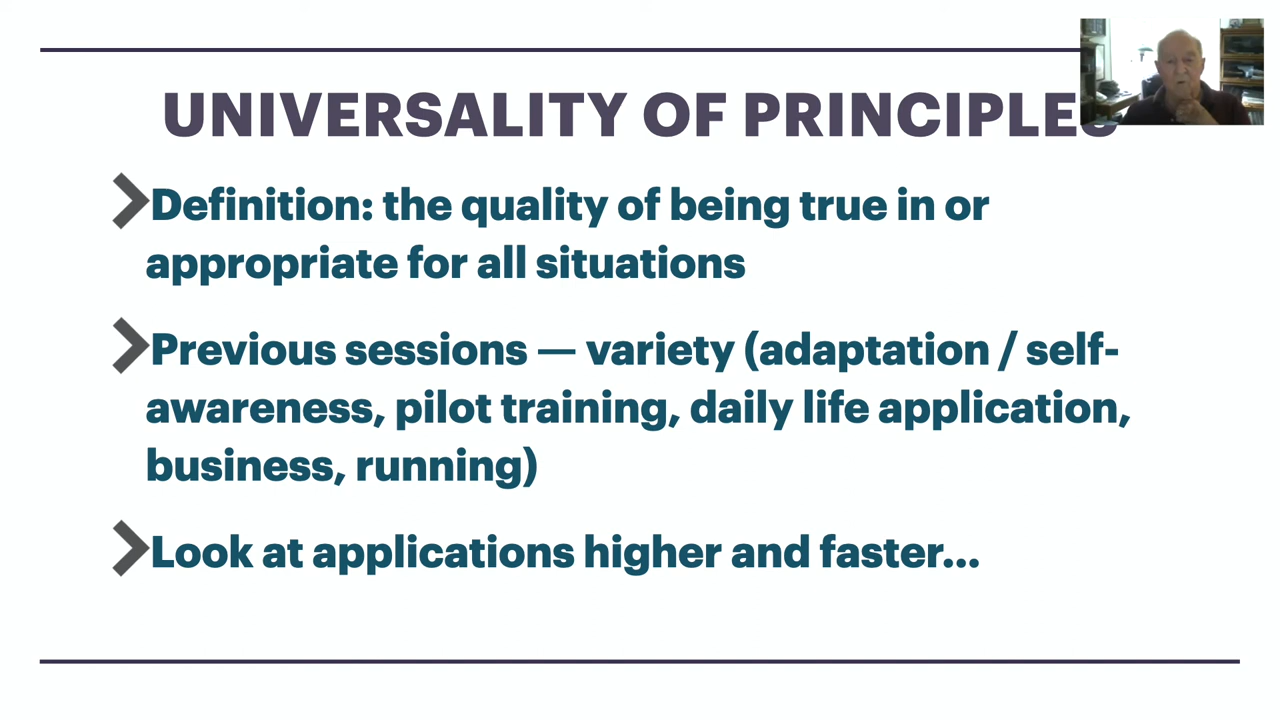 UNIVERSALITY OF PRINCIPLES
Definition: the quality of being true in or
appropriate for all situations
Previous sessions — variety (adaptation / self-
awareness, pilot training, daily life application,
business, running)
Look at applications higher and faster...